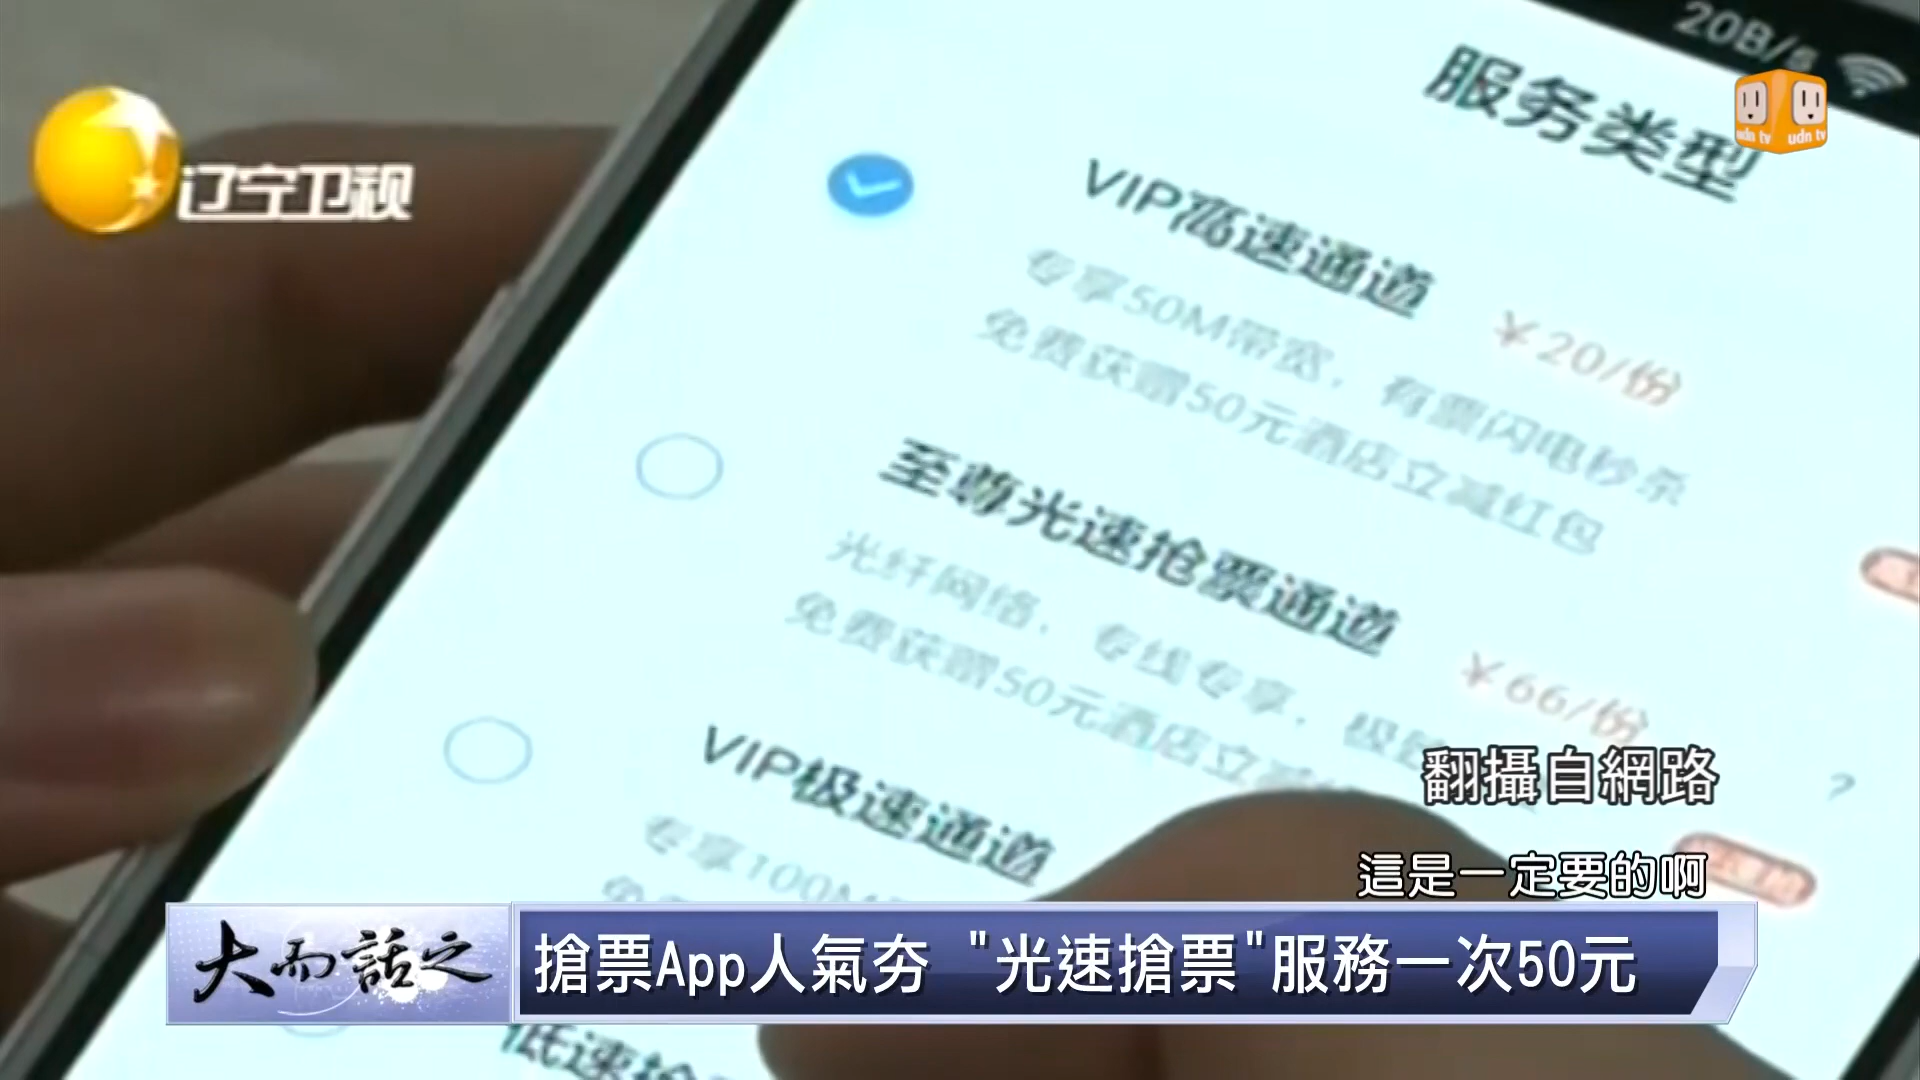 20B/s
服务类型
udn tv
udn tv
辽宁卫视
VIP高速通道
￥20/份
专享50M带宽，有票闪电秒杀
免费获赠50元酒店立减红包
至尊光速抢票通道
￥66/份
光纤网络，专线专享，极
免费获赠50元酒店立减
VIP极速通道
专享100M
免
翻攝自網路
這是一定要的啊
大而話之
搶票App人氣夯 "光速搶票"服務一次50元
低速抢